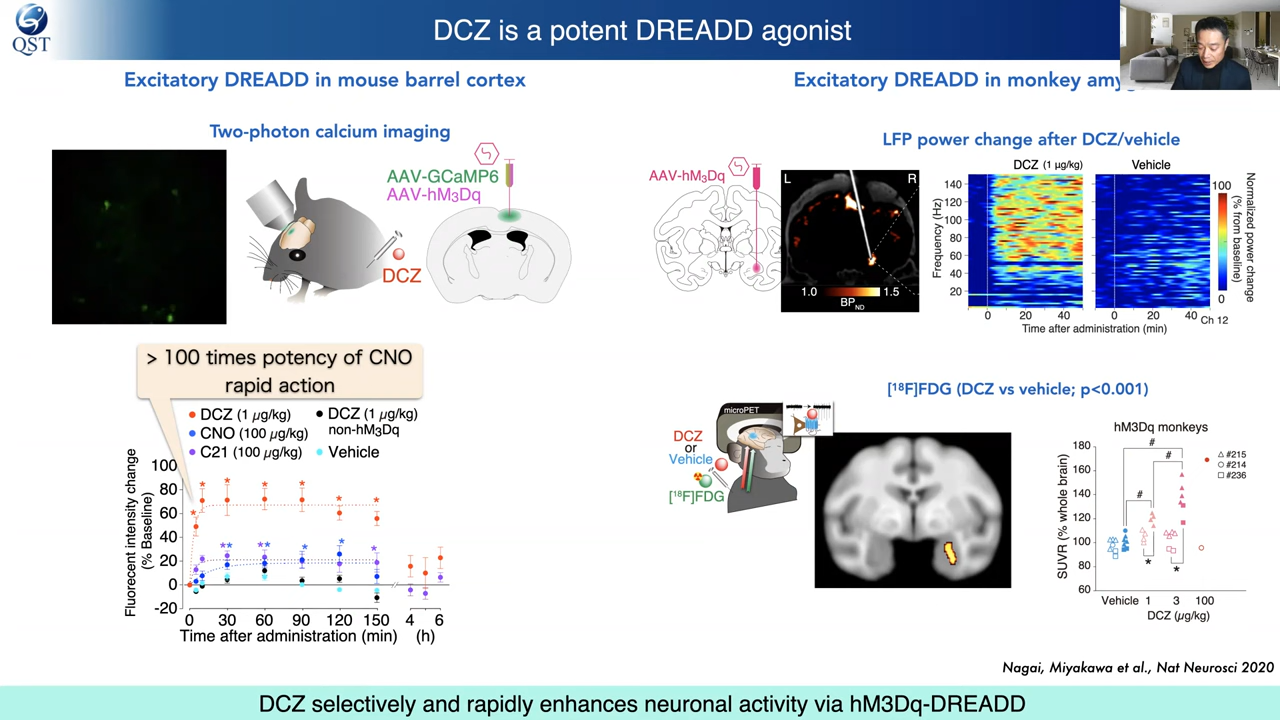 QST
DCZ is a potent DREADD agonist
Excitatory DREADD in mouse barrel cortex
Two-photon calcium imaging
AAV-GCaMP6
AAV-hM3Dq
DCZ
> 100 times potency of CNO
rapid action
DCZ (1 µg/kg)
CNO (100 µg/kg)
C21 (100 µg/kg)
DCZ (1 µg/kg)
non-hM3Dq
Vehicle
Fluorecent intensity change
(% Baseline)
100
80
60
40
20
0
-20
0 30 60 90 120 150 4 6
Time after administration (min) (h)
Excitatory DREADD in monkey
LFP power change after DCZ/vehicle
AAV-hM3Dq
L R
1.0 1.5
BPND
DCZ (1 µg/kg) Vehicle
Frequency (Hz)
140
120
100
80
60
40
20
0 20 40 0 20 40
Time after administration (min)
Ch 12
100
0
Normalized power change
(% from baseline)
[18F]FDG (DCZ vs vehicle; p<0.001)
microPET
DCZ
or
Vehicle
[18F]FDG
hM3Dq monkeys
#215
#214
#236
# # #
* *
SUVR (% whole brain)
180
160
140
120
100
80
60
Vehicle 1 3 100
DCZ (µg/kg)
Nagai, Miyakawa et al., Nat Neurosci 2020
DCZ selectively and rapidly enhances neuronal activity via hM3Dq-DREADD